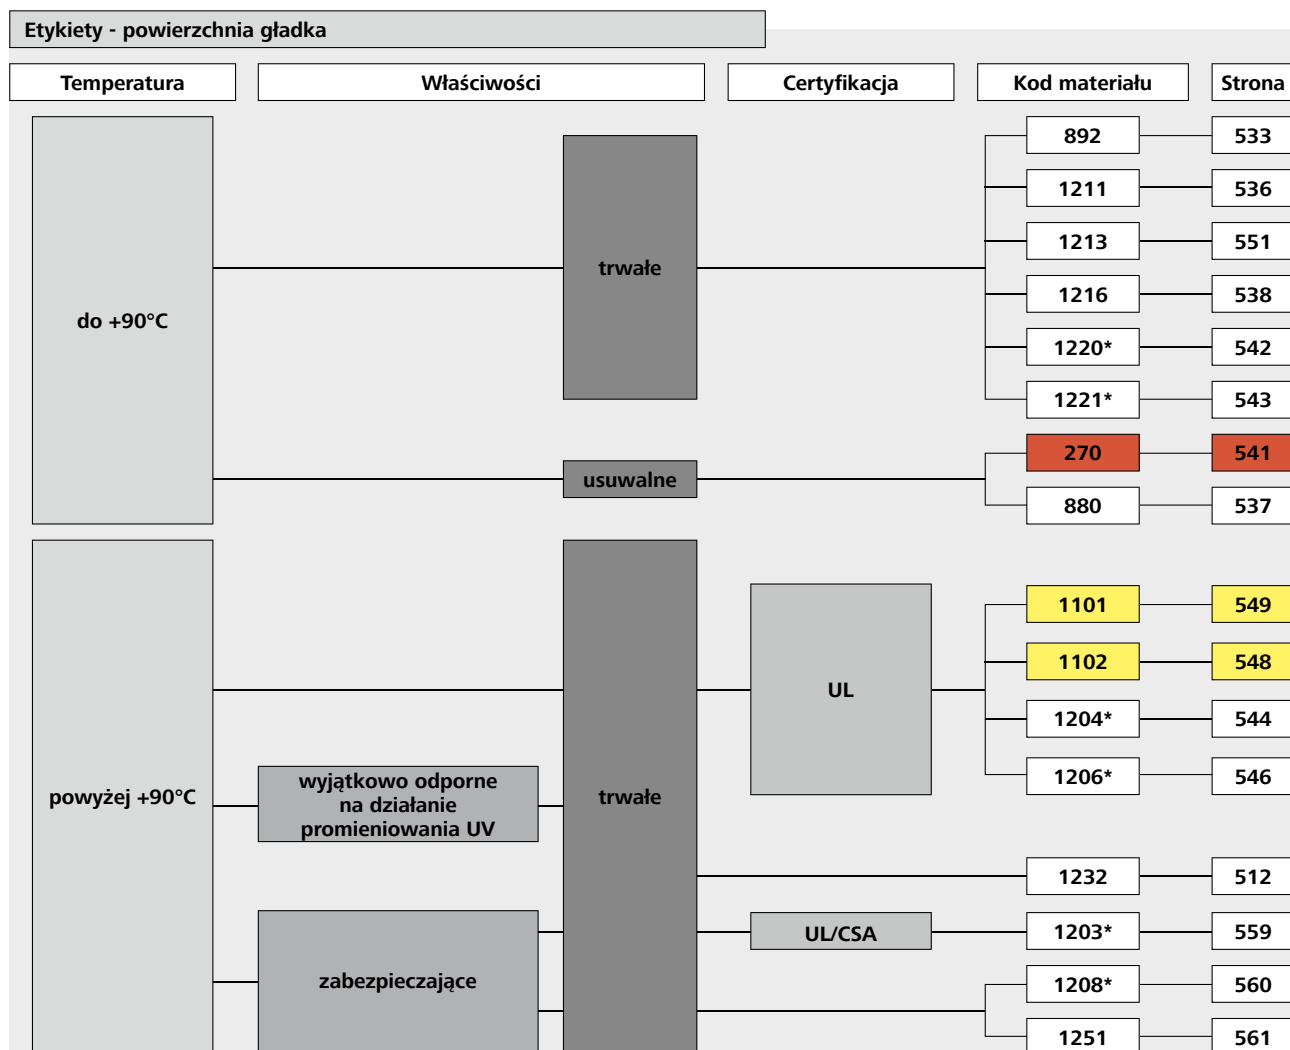 Etykiety - powierzchnia gładka
Temperatura
Właściwości
Certyfikacja
Kod materiału
Strona
do +90°C
trwałe
892
533
1211
536
1213
551
1216
538
1220*
542
1221*
543
usuwalne
270
541
880
537
powyżej +90°C
trwałe
UL
1101
549
1102
548
1204*
544
1206*
546
wyjątkowo odporne
na działanie
promieniowania UV
1232
512
zabezpieczające
UL/CSA
1203*
559
1208*
560
1251
561